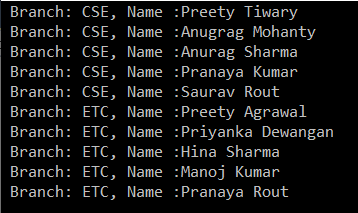 Branch: CSE, Name :Preety Tiwary
Branch: CSE, Name :Anugrag Mohanty
Branch: CSE, Name :Anurag Sharma
Branch: CSE, Name :Pranaya Kumar
Branch: CSE, Name :Saurav Rout
Branch: ETC, Name :Preety Agrawal
Branch: ETC, Name :Priyanka Dewangan
Branch: ETC, Name :Hina Sharma
Branch: ETC, Name :Manoj Kumar
Branch: ETC, Name :Pranaya Rout